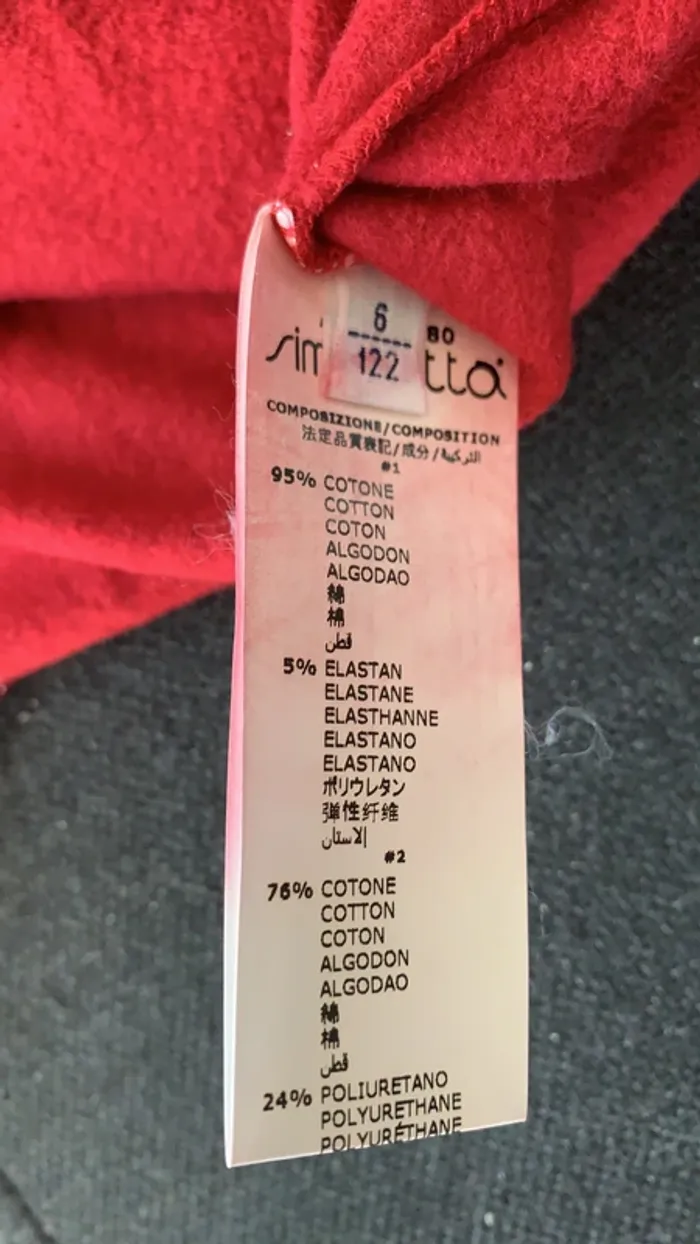 6
80
122
COMPOSIZIONE/COMPOSITION
法定品質表記/成分/التركيبة
#1
95% COTONE
COTTON
COTON
ALGODON
ALGODAO
綿
棉
قطن
5% ELASTAN
ELASTANE
ELASTHANNE
ELASTANO
ELASTANO
ポリウレタン
弹性纤维
الاستان
#2
76% COTONE
COTTON
COTON
ALGODON
ALGODAO
綿
棉
قطن
24% POLIURETANO
POLYURETHANE
POLYURÉTHANE